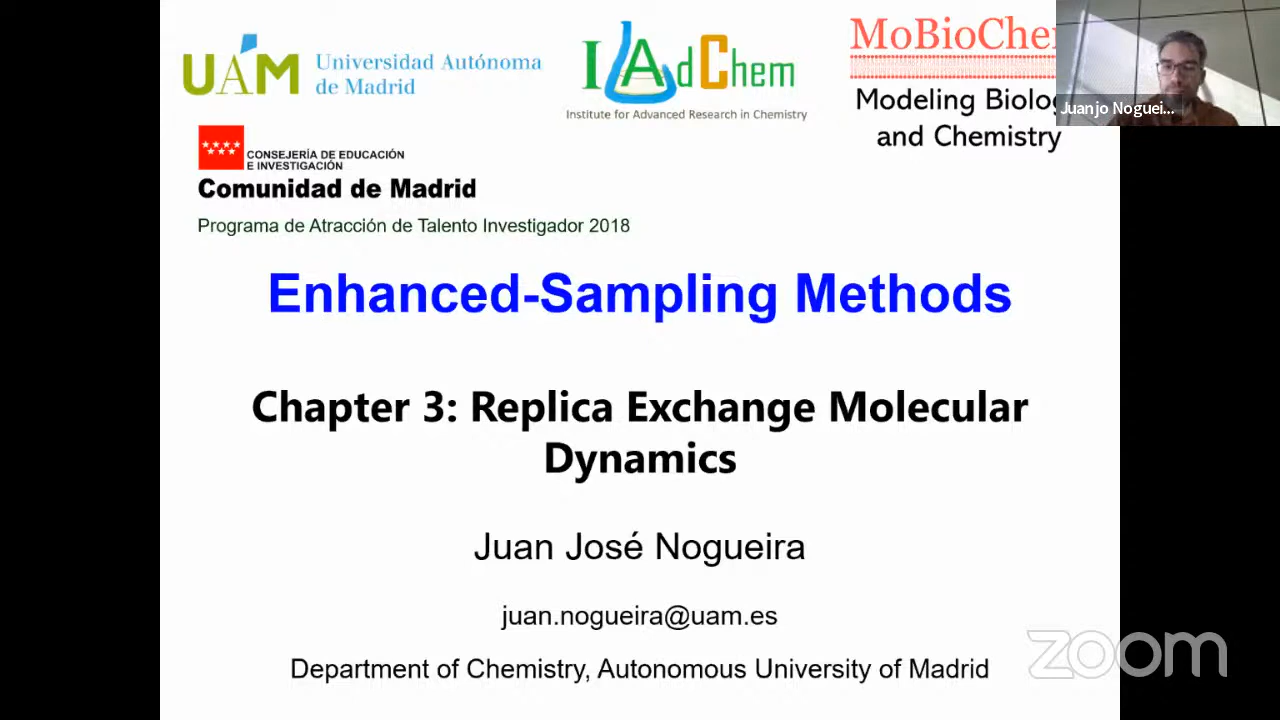 UAM Universidad Autónoma
de Madrid
IAdChem
Institute for Advanced Research in Chemistry
MoBioChe
Modeling Biolo
and Chemistry
Juanjo Noguei...
CONSEJERÍA DE EDUCACIÓN
E INVESTIGACIÓN
Comunidad de Madrid
Programa de Atracción de Talento Investigador 2018
Enhanced-Sampling Methods
Chapter 3: Replica Exchange Molecular
Dynamics
Juan José Nogueira
juan.nogueira@uam.es
Department of Chemistry, Autonomous University of Madrid
zoom